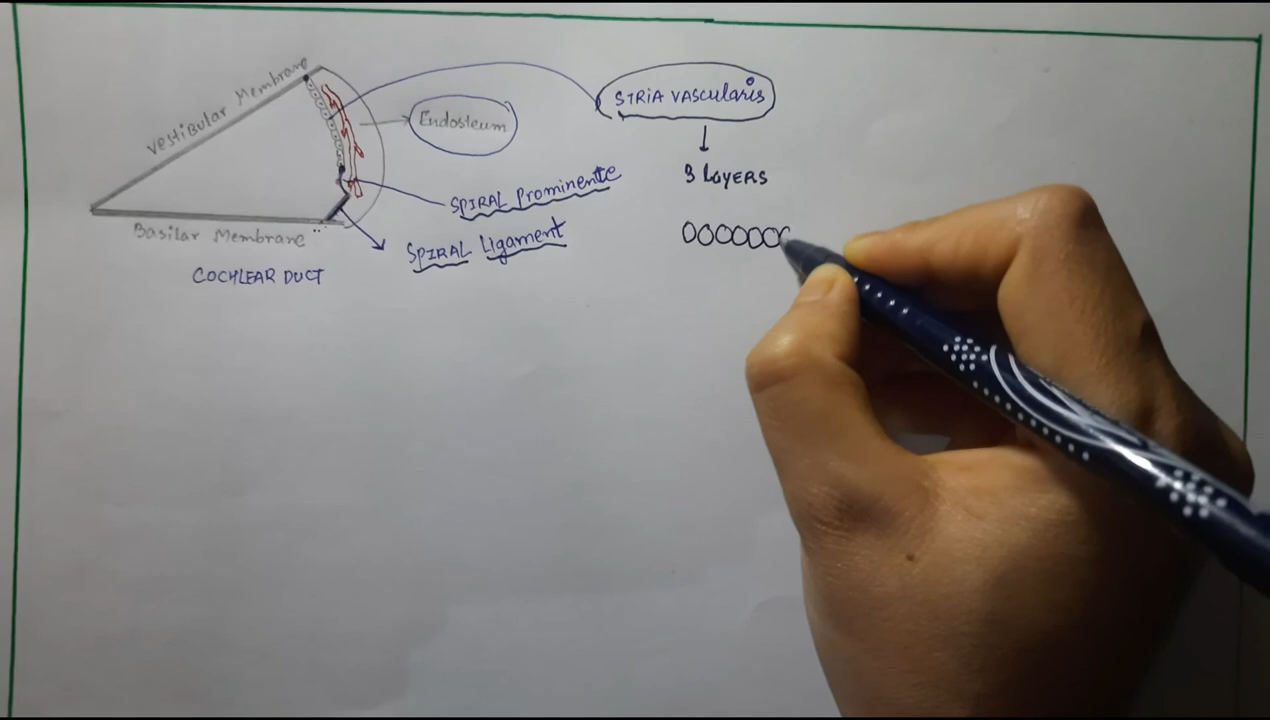 Vestibular Membrane
STRIA VASCULARIS
Endosteum
3 LAYERS
SPIRAL Prominente
Basilar Membrane
SPIRAL Ligament
COCHLEAR DUCT